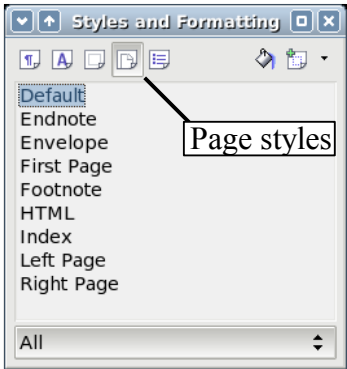 Styles and Formatting
Default
Endnote
Envelope
Page styles
First Page
Footnote
HTML
Index
Left Page
Right Page
All